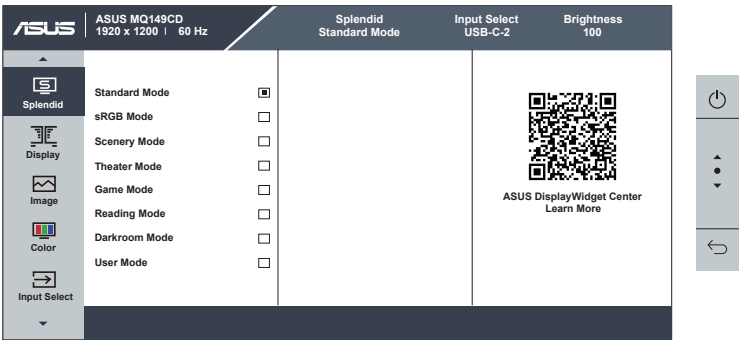 ASUS
ASUS MQ149CD
1920 x 1200 | 60 Hz
Splendid
Standard Mode
Input Select
USB-C-2
Brightness
100
Splendid
Display
Image
Color
Input Select
Standard Mode
sRGB Mode
Scenery Mode
Theater Mode
Game Mode
Reading Mode
Darkroom Mode
User Mode
ASUS DisplayWidget Center
Learn More